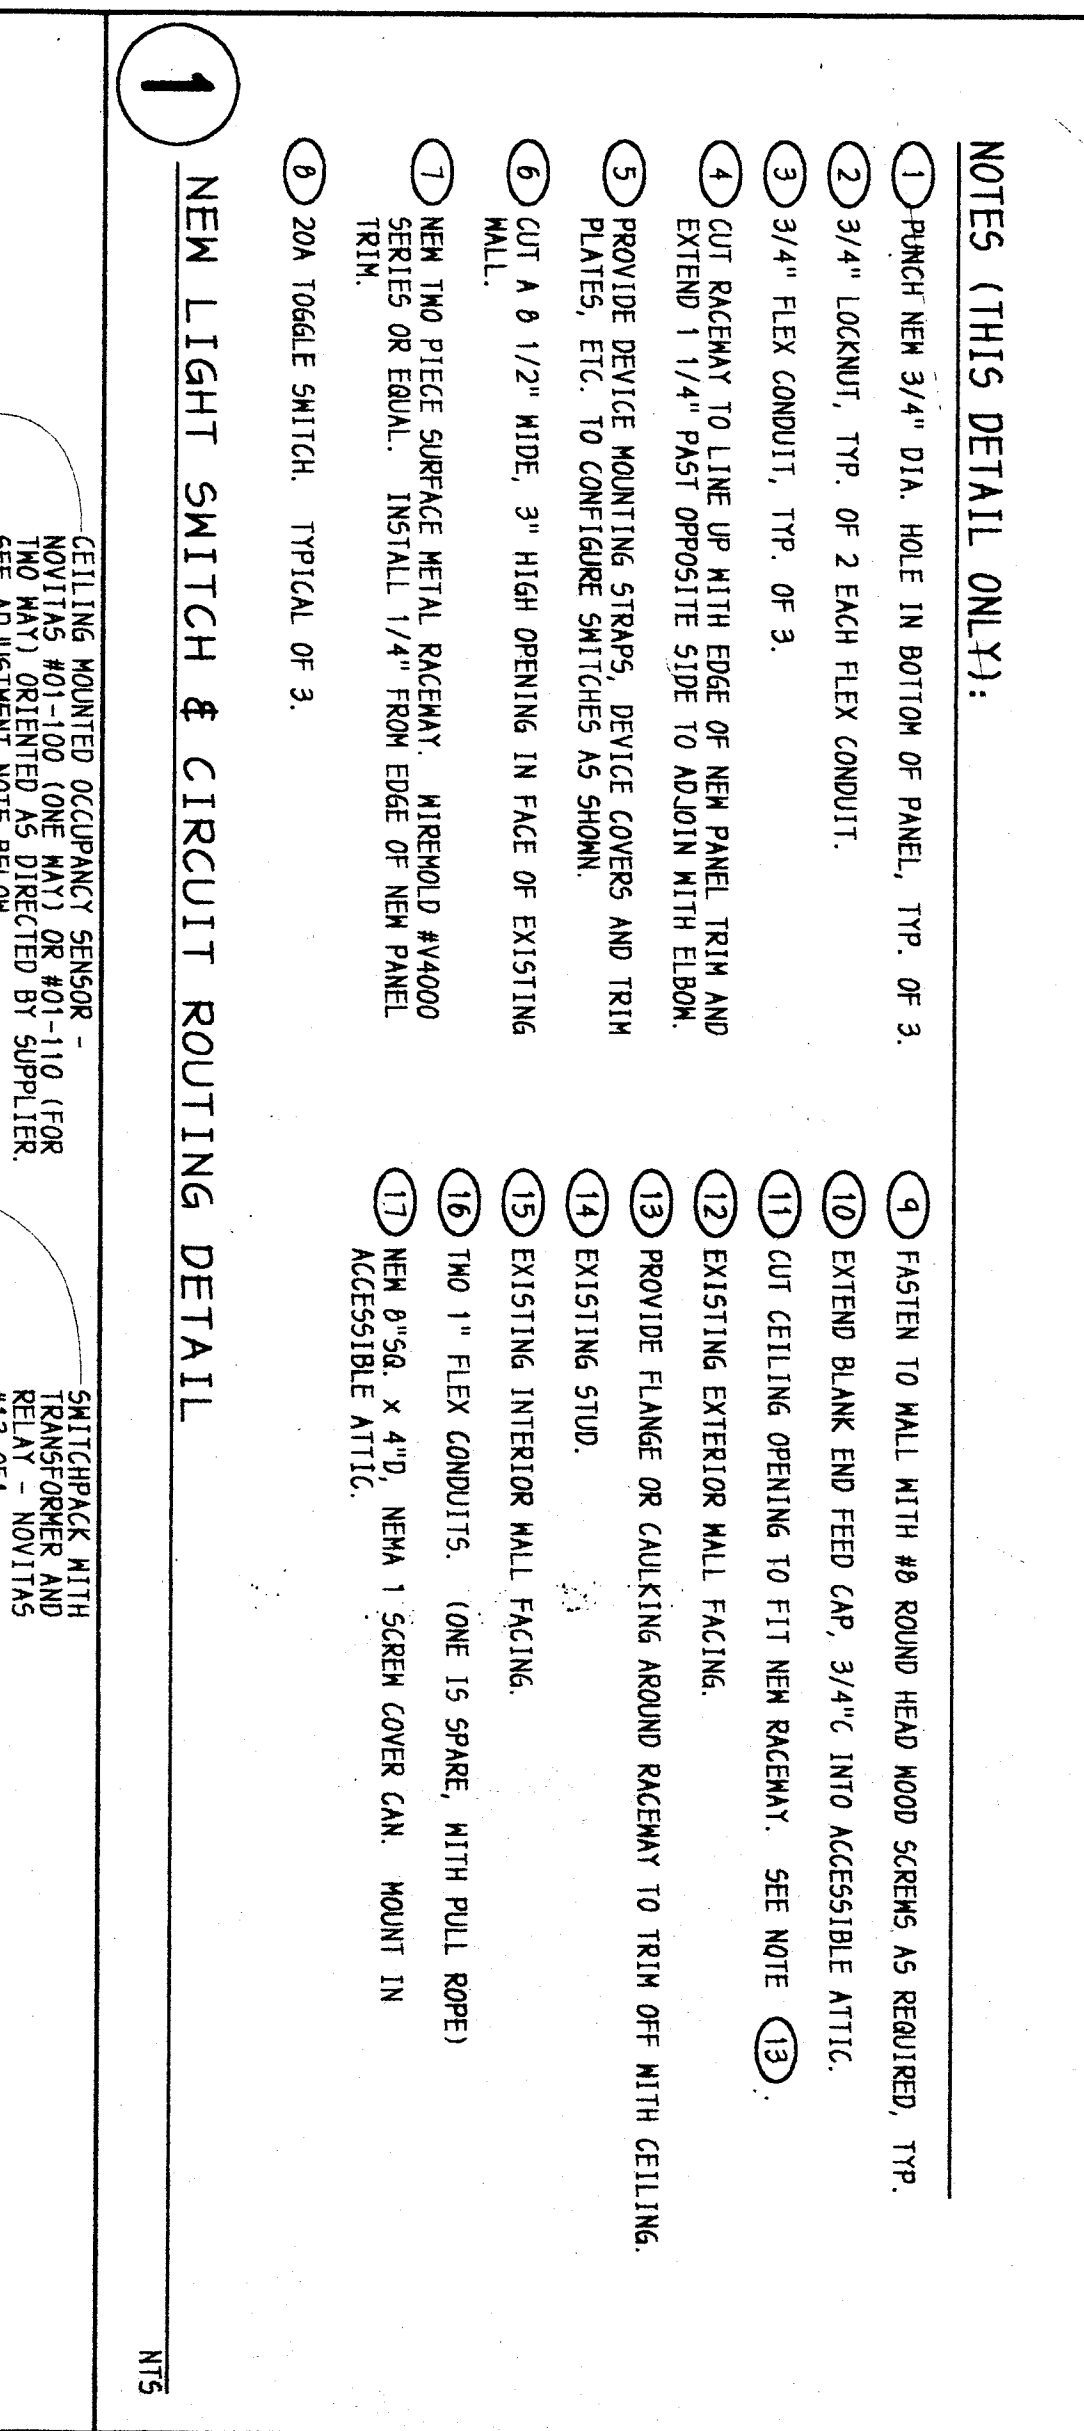 NOTES (THIS DETAIL ONLY):
1 PUNCH NEW 3/4" DIA. HOLE IN BOTTOM OF PANEL, TYP. OF 3.
2 3/4" LOCKNUT, TYP. OF 2 EACH FLEX CONDUIT.
3 3/4" FLEX CONDUIT, TYP. OF 3.
4 CUT RACEWAY TO LINE UP WITH EDGE OF NEW PANEL TRIM AND
EXTEND 1 1/4" PAST OPPOSITE SIDE TO ADJOIN WITH ELBOW.
5 PROVIDE DEVICE MOUNTING STRAPS, DEVICE COVERS AND TRIM
PLATES, ETC. TO CONFIGURE SWITCHES AS SHOWN.
6 CUT A 8 1/2" WIDE, 3" HIGH OPENING IN FACE OF EXISTING
WALL.
7 NEW TWO PIECE SURFACE METAL RACEWAY. WIREMOLD #V4000
SERIES OR EQUAL. INSTALL 1/4" FROM EDGE OF NEW PANEL
TRIM.
8 20A TOGGLE SWITCH. TYPICAL OF 3.
9 FASTEN TO WALL WITH #8 ROUND HEAD WOOD SCREWS AS REQUIRED, TYP.
10 EXTEND BLANK END FEED CAP, 3/4"C INTO ACCESSIBLE ATTIC.
11 CUT CEILING OPENING TO FIT NEW RACEWAY. SEE NOTE 13.
12 EXISTING EXTERIOR WALL FACING.
13 PROVIDE FLANGE OR CAULKING AROUND RACEWAY TO TRIM OFF WITH CEILING.
14 EXISTING STUD.
15 EXISTING INTERIOR WALL FACING.
16 TWO 1" FLEX CONDUITS. (ONE IS SPARE, WITH PULL ROPE)
17 NEW 8"SQ. x 4"D, NEMA 1 SCREW COVER CAN. MOUNT IN
ACCESSIBLE ATTIC.
1 NEW LIGHT SWITCH & CIRCUIT ROUTING DETAIL
NTS
CEILING MOUNTED OCCUPANCY SENSOR -
NOVITAS #01-100 (ONE WAY) OR #01-110 (FOR
TWO WAY) ORIENTED AS DIRECTED BY SUPPLIER.
SEE ADJUSTMENT NOTE BELOW
SWITCHPACK WITH
TRANSFORMER AND
RELAY - NOVITAS